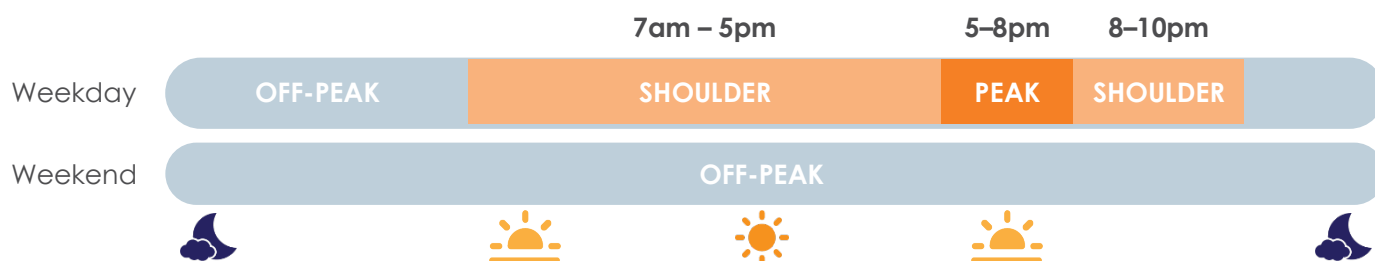 7am – 5pm 5–8pm 8–10pm
Weekday OFF-PEAK SHOULDER PEAK SHOULDER
Weekend OFF-PEAK